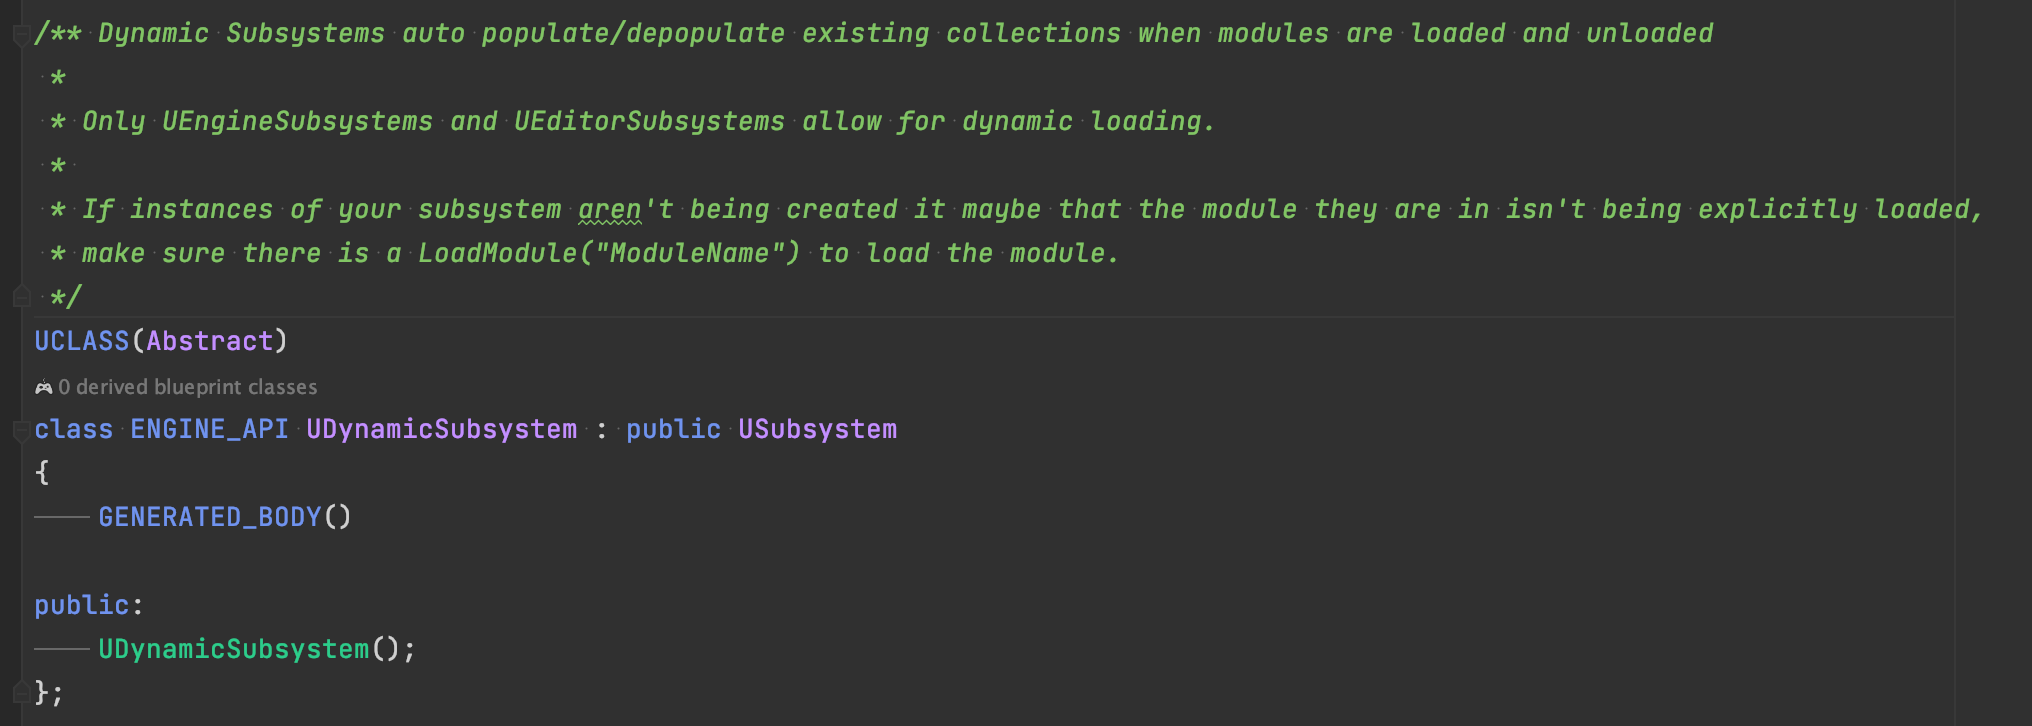 /** Dynamic Subsystems auto populate/depopulate existing collections when modules are loaded and unloaded
*
* Only UEngineSubsystems and UEditorSubsystems allow for dynamic loading.
*
* If instances of your subsystem aren't being created it maybe that the module they are in isn't being explicitly loaded,
* make sure there is a LoadModule("ModuleName") to load the module.
*/
UCLASS(Abstract)
0 derived blueprint classes
class ENGINE_API UDynamicSubsystem : public USubsystem
{
GENERATED_BODY()
public:
UDynamicSubsystem();
};